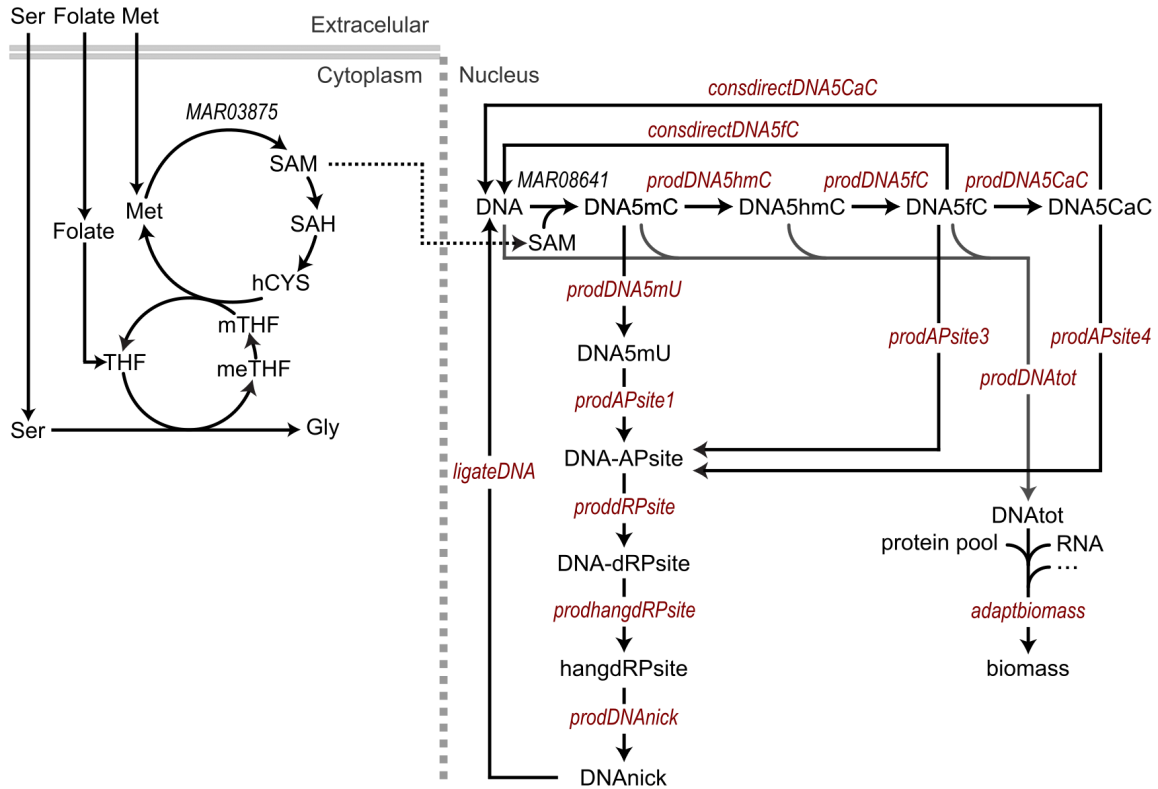 Ser Folate Met
Extracelular
Cytoplasm
Nucleus
consdirectDNA5CaC
MAR03875
consdirectDNA5fC
SAM
MAR08641
prodDNA5hmC
prodDNA5fC
prodDNA5CaC
Met
DNA
DNA5mC
DNA5hmC
DNA5fC
DNA5CaC
Folate
SAH
SAM
hCYS
prodDNA5mU
mTHF
prodAPsite3
prodAPsite4
THF
meTHF
DNA5mU
prodDNAtot
prodAPsite1
Ser
Gly
DNA-APsite
ligateDNA
proddRPsite
DNAtot
protein pool
RNA
DNA-dRPsite
...
prodhangdRPsite
adaptbiomass
hangdRPsite
biomass
prodDNAnick
DNAnick